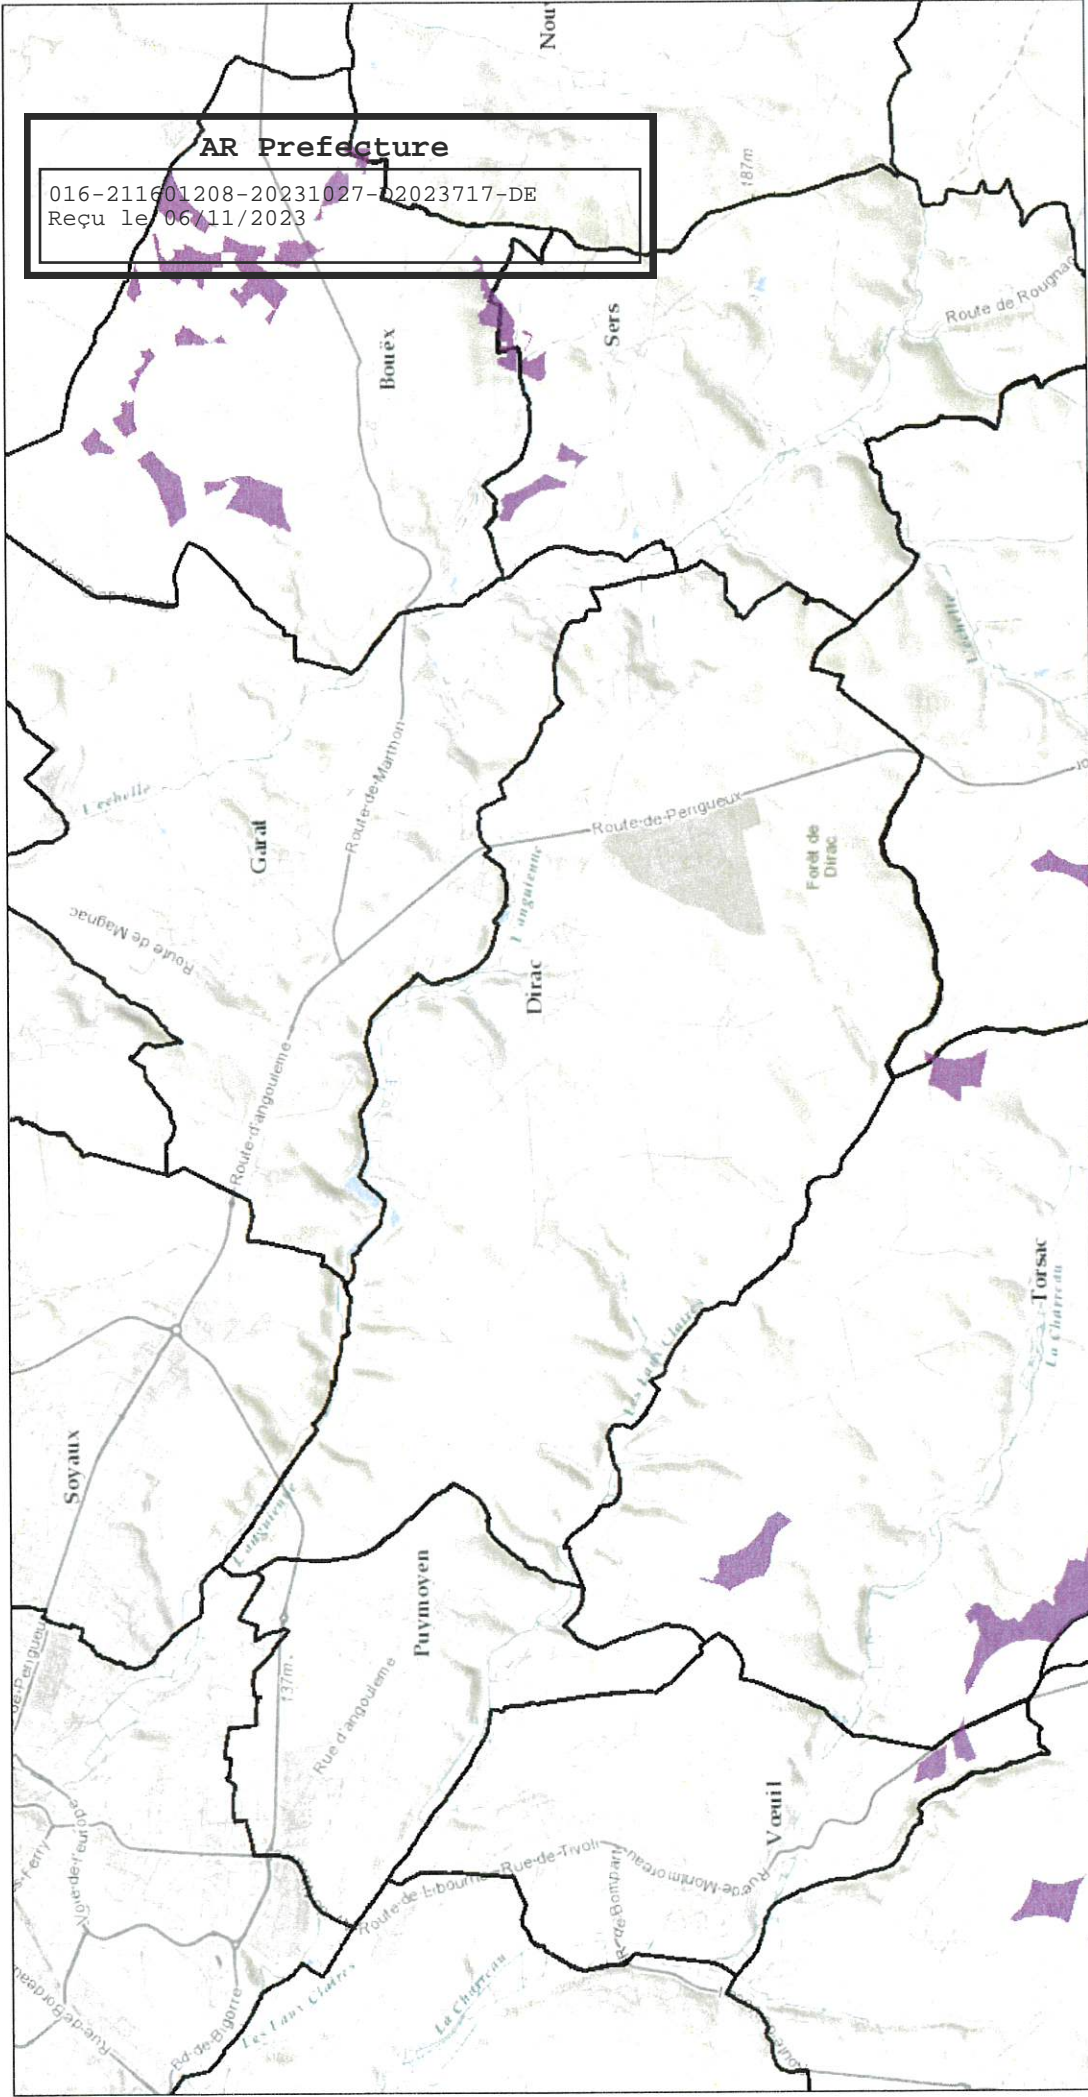 AR Prefecture
016-211601208-20231027-D2023717-DE
Reçu le 06/11/2023
Bouëx
Sers
187m
Route de Rougnac
L'echelle
L'echelle
Garat
Route-de-Marthon
Route de Magnac
Route-de-Perigueux
Forêt de
Dirac
L'anguienne
Dirac
Route-d'angouleme
Soyaux
L'anguienne
Les Eaux Claires
Torsac
La Charreau
Puymoyen
137m.
Rue d'angouleme
Voie-de-l'europe
Rue-de-Bordeaux
Bd-de-Bigorre
Les Eaux Claires
Route-de-Libourne
Rue-de-Tivoli
Rue-de-Montmoreau
Vœuil
La Charreau